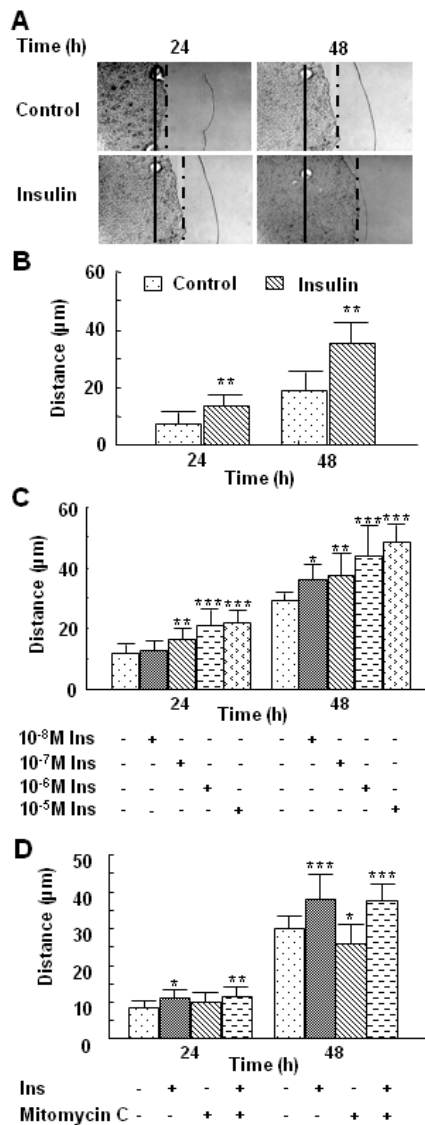 A
Time (h) 24 48
Control
Insulin
B
60
40
20
0
Distance (µm)
Control Insulin
** **
24 48
Time (h)
C
60
40
20
0
Distance (µm)
** *** *** * ** *** ***
24 48
Time (h)
10-8M Ins - + - - - - + - - -
10-7M Ins - - + - - - - + - -
10-6M Ins - - - + - - - - + -
10-5M Ins - - - - + - - - - +
D
50
40
30
20
10
0
Distance (µm)
* ** *** * ***
24 48
Time (h)
Ins - + - + - + - +
Mitomycin C - - + + - - + +